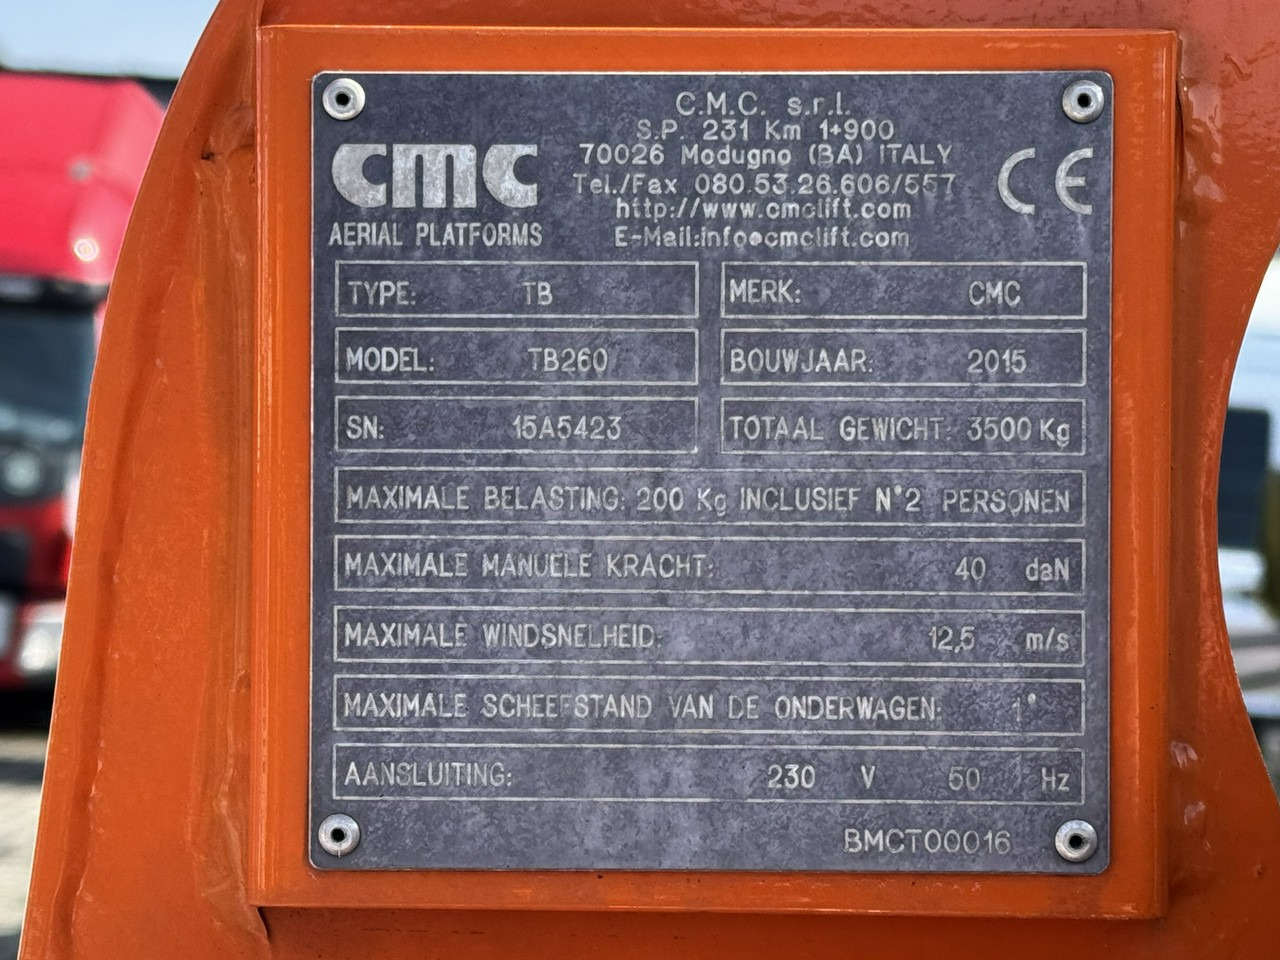 C.M.C. s.r.l.
S.P. 231 Km 1+900
70026 Modugno (BA) ITALY
Tel./Fax 080.53.26.606/557
http://www.cmclift.com
E-Mail:info@cmclift.com
CMC
AERIAL PLATFORMS
CE
TYPE: TB
MERK: CMC
MODEL: TB260
BOUWJAAR: 2015
SN: 15A5423
TOTAAL GEWICHT: 3500 Kg
MAXIMALE BELASTING: 200 Kg INCLUSIEF N°2 PERSONEN
MAXIMALE MANUELE KRACHT: 40 daN
MAXIMALE WINDSNELHEID: 12,5 m/s
MAXIMALE SCHEEFSTAND VAN DE ONDERWAGEN: 1°
AANSLUITING: 230 V 50 Hz
BMCT00016